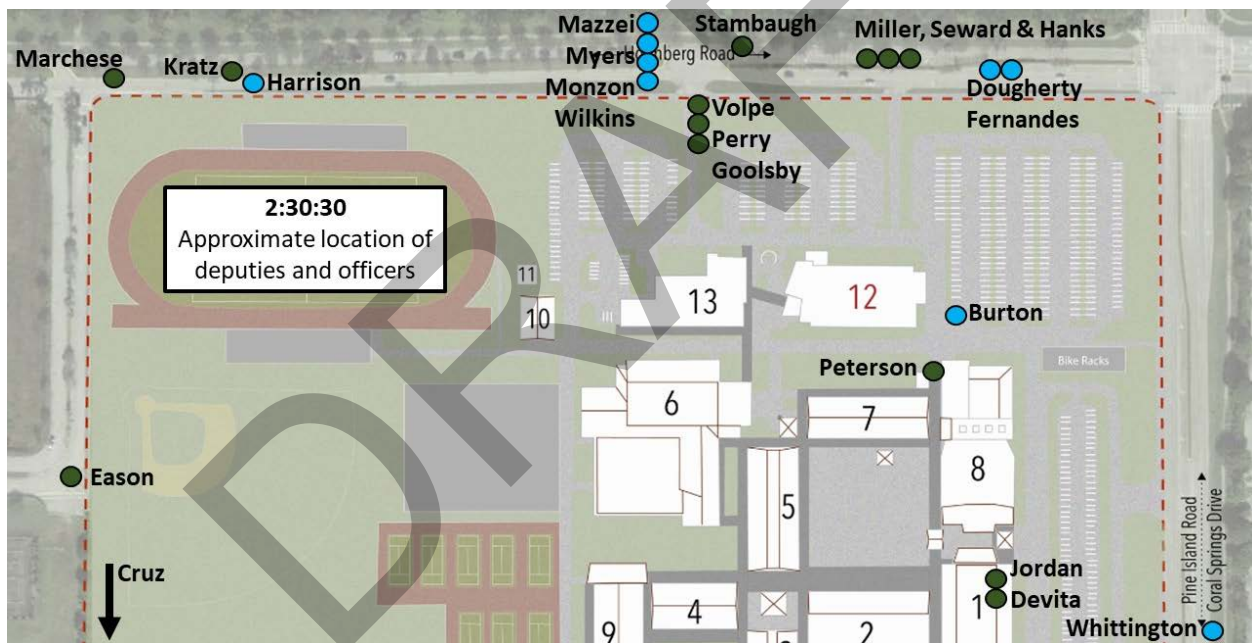 Mazzei
Stambaugh
Miller, Seward & Hanks
Marchese
Myers
Kratz
Harrison
Monzon
Dougherty
Wilkins
Volpe
Fernandes
Perry
Goolsby
2:30:30
Approximate location of
deputies and officers
11
10
13
12
Burton
Bike Racks
Peterson
6
7
8
5
Eason
Cruz
Jordan
Devita
1
4
9
2
Pine Island Road
Coral Springs Drive
Whittington
Road
DRAF